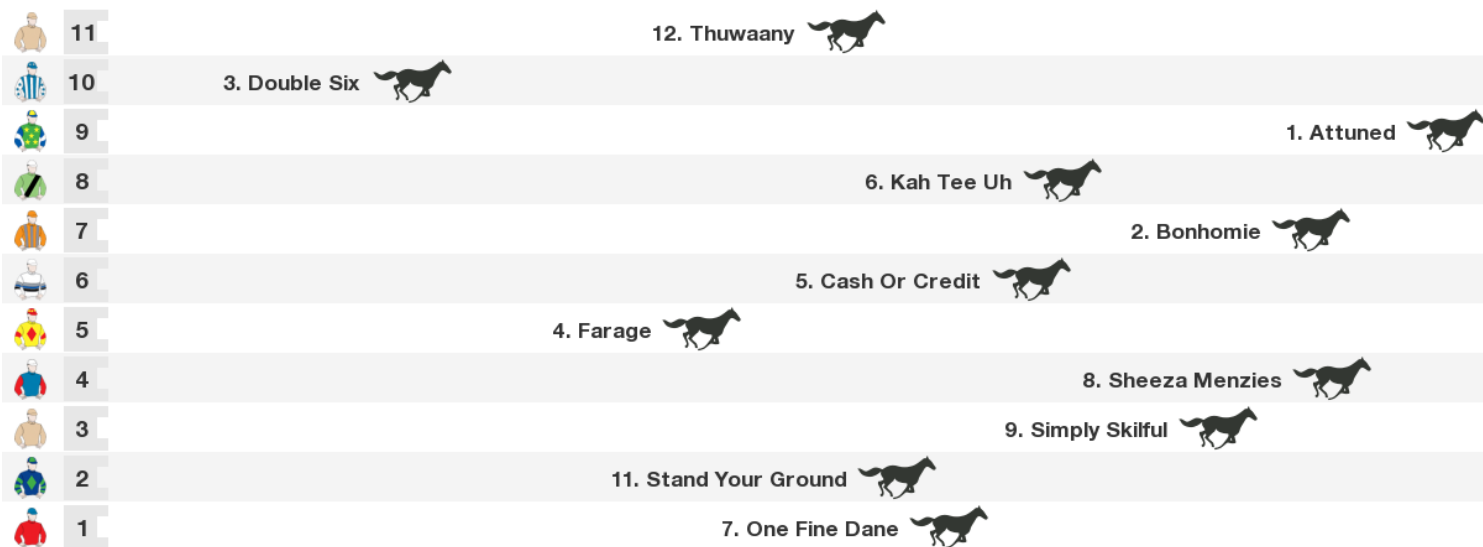 11 12. Thuwaany
10 3. Double Six
9 1. Attuned
8 6. Kah Tee Uh
7 2. Bonhomie
6 5. Cash Or Credit
5 4. Farage
4 8. Sheeza Menzies
3 9. Simply Skilful
2 11. Stand Your Ground
1 7. One Fine Dane